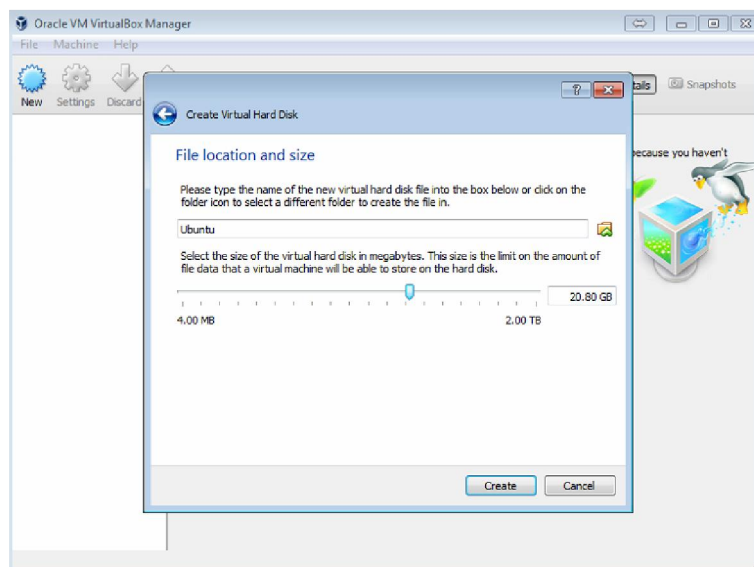 Oracle VM VirtualBox Manager
File Machine Help
New Settings Discard
tails Snapshots
Create Virtual Hard Disk
ecause you haven't
File location and size
Please type the name of the new virtual hard disk file into the box below or click on the
folder icon to select a different folder to create the file in.
Ubuntu
Select the size of the virtual hard disk in megabytes. This size is the limit on the amount of
file data that a virtual machine will be able to store on the hard disk.
20.80 GB
4.00 MB 2.00 TB
Create Cancel